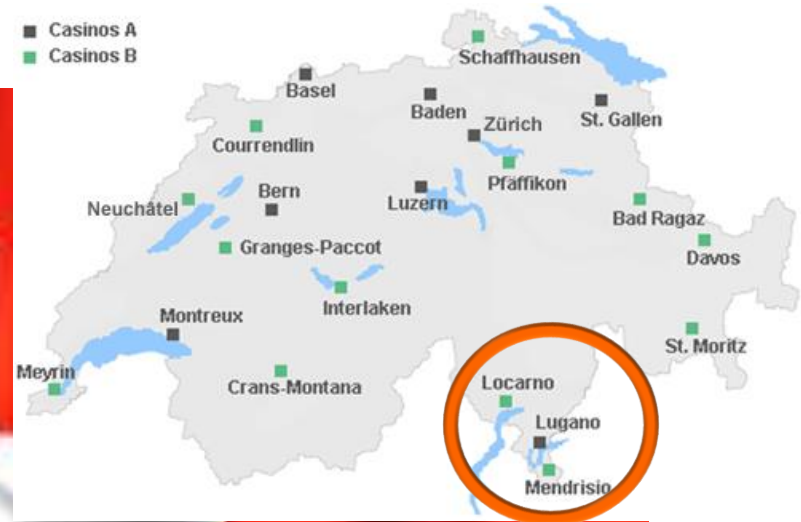 Casinos A
Casinos B
Schaffhausen
Basel
Baden
St. Gallen
Zürich
Courrendlin
Pfäffikon
Bern
Luzern
Neuchâtel
Bad Ragaz
Granges-Paccot
Davos
Interlaken
Montreux
St. Moritz
Meyrin
Crans-Montana
Locarno
Lugano
Mendrisio